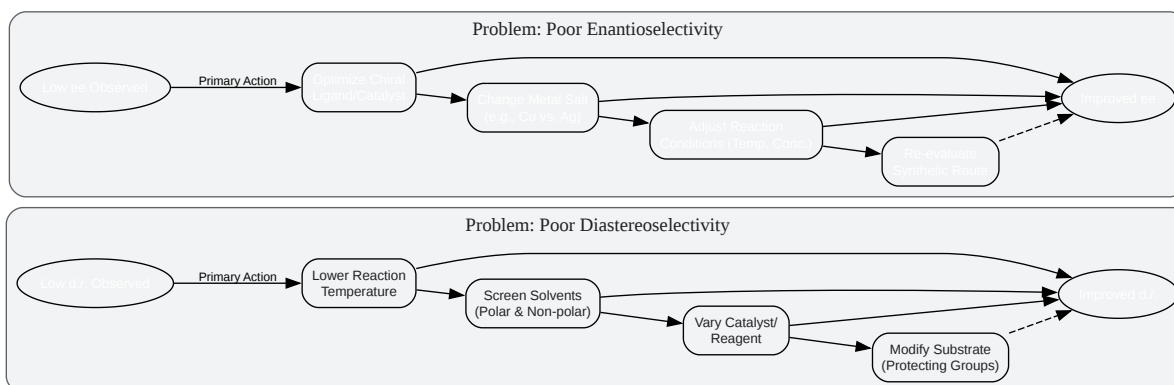 Problem: Poor Enantioselectivity
Low ee Observed
Primary Action
Optimize Chiral
Ligand/Catalyst
Change Metal Salt
(e.g., Cu vs. Ag)
Adjust Reaction
Conditions (Temp, Conc.)
Re-evaluate
Synthetic Route
Improved ee
Problem: Poor Diastereoselectivity
Low d.r. Observed
Primary Action
Lower Reaction
Temperature
Screen Solvents
(Polar & Non-polar)
Vary Catalyst/
Reagent
Modify Substrate
(Protecting Groups)
Improved d.r.